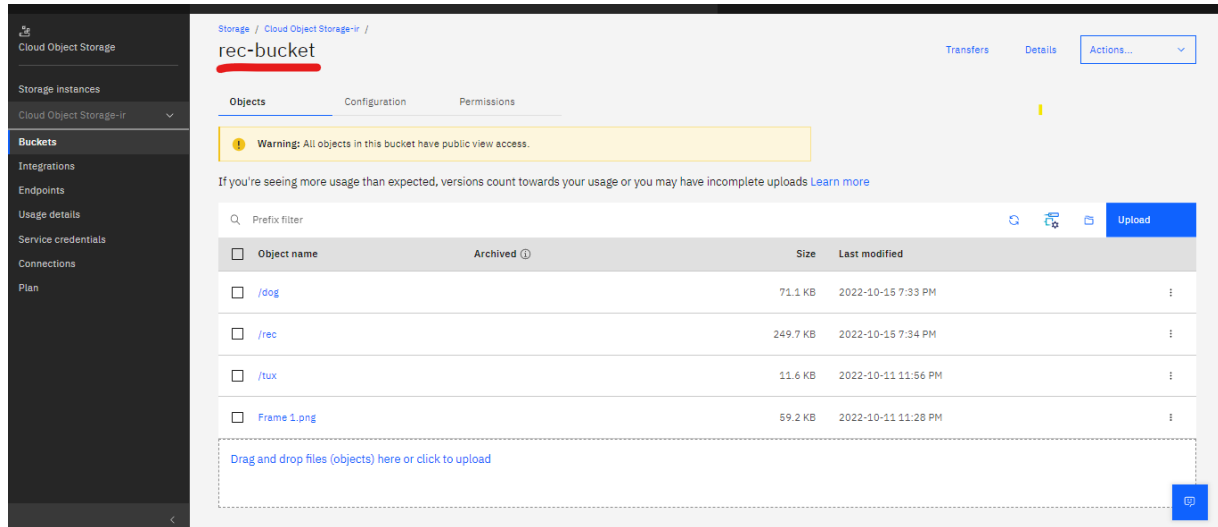 Cloud Object Storage
Storage instances
Cloud Object Storage-ir
Buckets
Integrations
Endpoints
Usage details
Service credentials
Connections
Plan
Storage / Cloud Object Storage-ir /
rec-bucket
Transfers Details Actions...
Objects Configuration Permissions
Warning: All objects in this bucket have public view access.
If you're seeing more usage than expected, versions count towards your usage or you may have incomplete uploads Learn more
Prefix filter Upload
Object name Archived Size Last modified
/dog 71.1 KB 2022-10-15 7:33 PM
/rec 249.7 KB 2022-10-15 7:34 PM
/tux 11.6 KB 2022-10-11 11:56 PM
Frame 1.png 59.2 KB 2022-10-11 11:28 PM
Drag and drop files (objects) here or click to upload